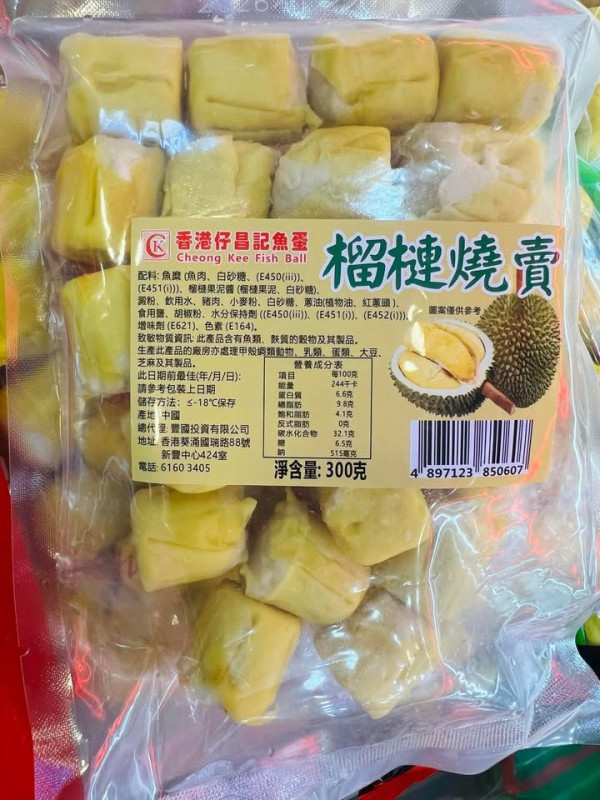 香港仔昌記魚蛋
Cheong Kee Fish Ball
CK
榴槤燒賣
配料: 魚糜 (魚肉、白砂糖、(E450(iii))、
(E451(i)))、榴槤果泥醬 (榴槤果泥、白砂糖)、
澱粉、飲用水、豬肉、小麥粉、白砂糖、蔥油(植物油、紅蔥頭)、
食用鹽、胡椒粉、水分保持劑 ((E450(iii))、(E451(i))、(E452(i)))、
增味劑 (E621)、色素 (E164)。
圖案僅供參考
致敏物質資訊: 此產品含有魚類、麩質的穀物及其製品。
生產此產品的廠房亦處理甲殼綱類動物、乳類、蛋類、大豆、
芝麻及其製品。
此日期前最佳(年/月/日):
請參考包裝上日期
儲存方法: ≤-18℃保存
產地: 中國
總代理: 豐國投資有限公司
地址: 香港葵涌國瑞路88號
新豐中心424室
電話: 6160 3405
營養成分表
項目 每100克
能量 244千卡
蛋白質 6.6克
總脂肪 9.8克
飽和脂肪 4.1克
反式脂肪 0克
碳水化合物 32.1克
糖 6.5克
鈉 515毫克
淨含量: 300克
4 897123 850607